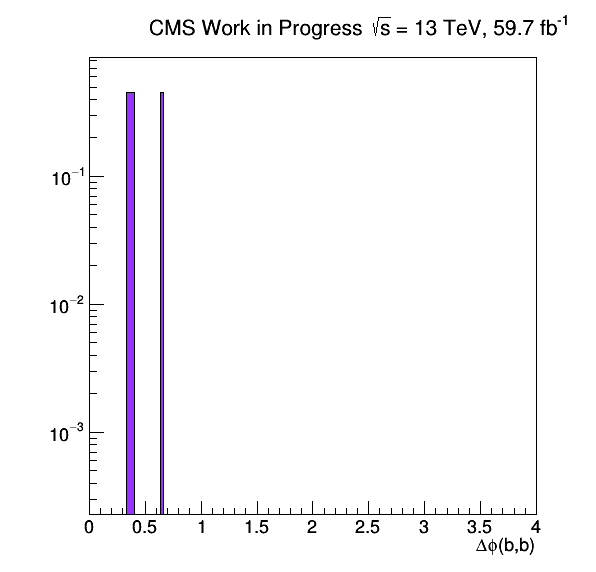 CMS Work in Progress √s = 13 TeV, 59.7 fb⁻¹
10⁻¹
10⁻²
10⁻³
0 0.5 1 1.5 2 2.5 3 3.5 4
Δϕ(b,b)